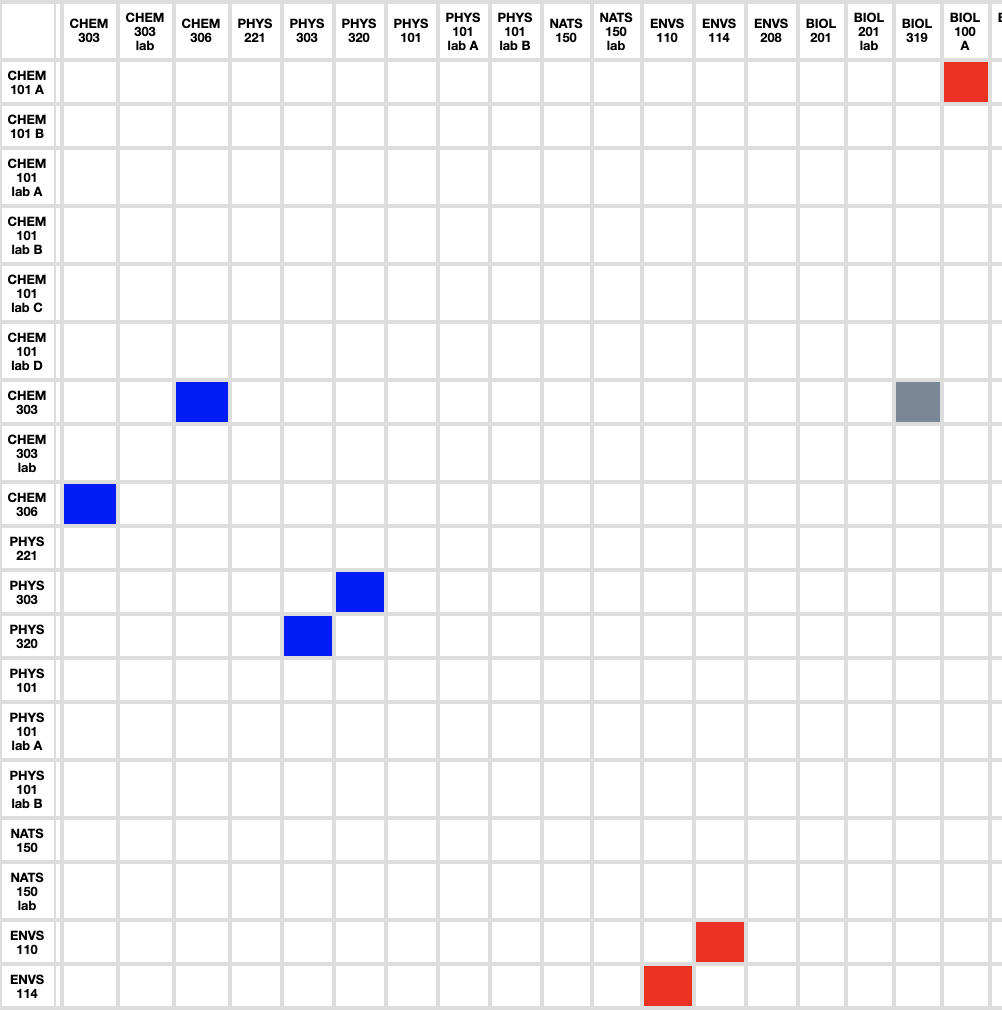 CHEM
303
CHEM
303
lab
CHEM
306
PHYS
221
PHYS
303
PHYS
320
PHYS
101
PHYS
101
lab A
PHYS
101
lab B
NATS
150
NATS
150
lab
ENVS
110
ENVS
114
ENVS
208
BIOL
201
BIOL
201
lab
BIOL
319
BIOL
100
A
CHEM
101 A
CHEM
101 B
CHEM
101
lab A
CHEM
101
lab B
CHEM
101
lab C
CHEM
101
lab D
CHEM
303
CHEM
303
lab
CHEM
306
PHYS
221
PHYS
303
PHYS
320
PHYS
101
PHYS
101
lab A
PHYS
101
lab B
NATS
150
NATS
150
lab
ENVS
110
ENVS
114